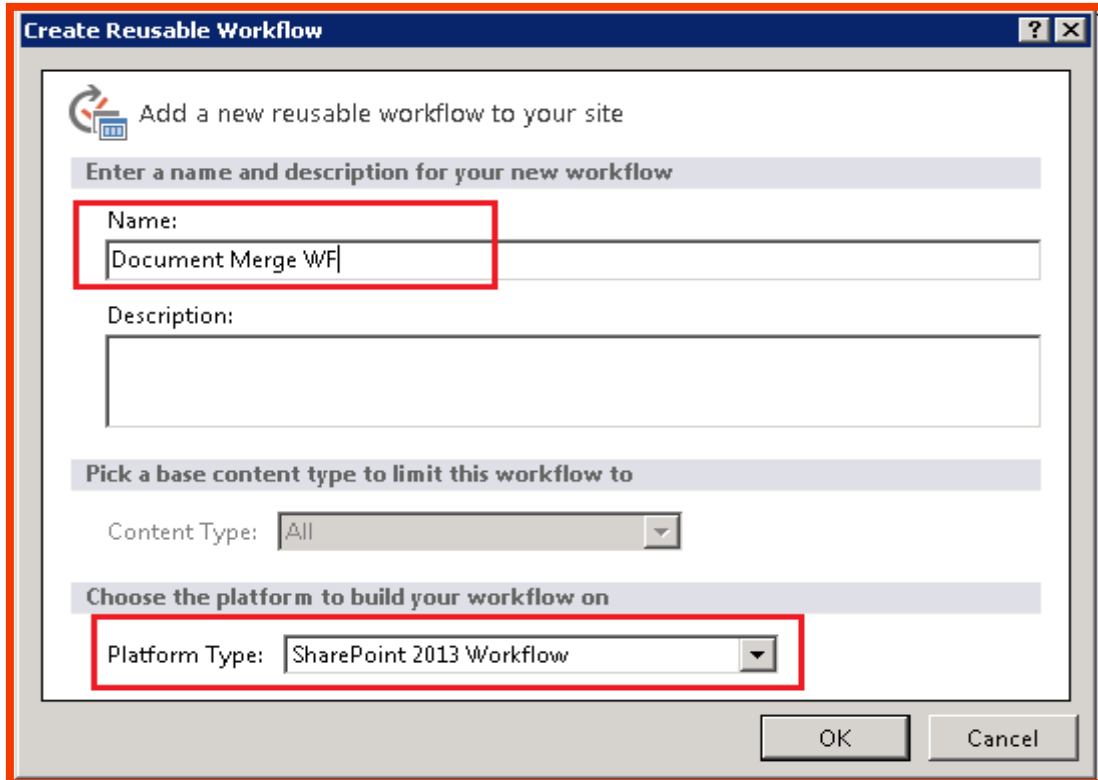 Create Reusable Workflow
Add a new reusable workflow to your site
Enter a name and description for your new workflow
Name:
Document Merge WF
Description:
Pick a base content type to limit this workflow to
Content Type: All
Choose the platform to build your workflow on
Platform Type: SharePoint 2013 Workflow
OK Cancel